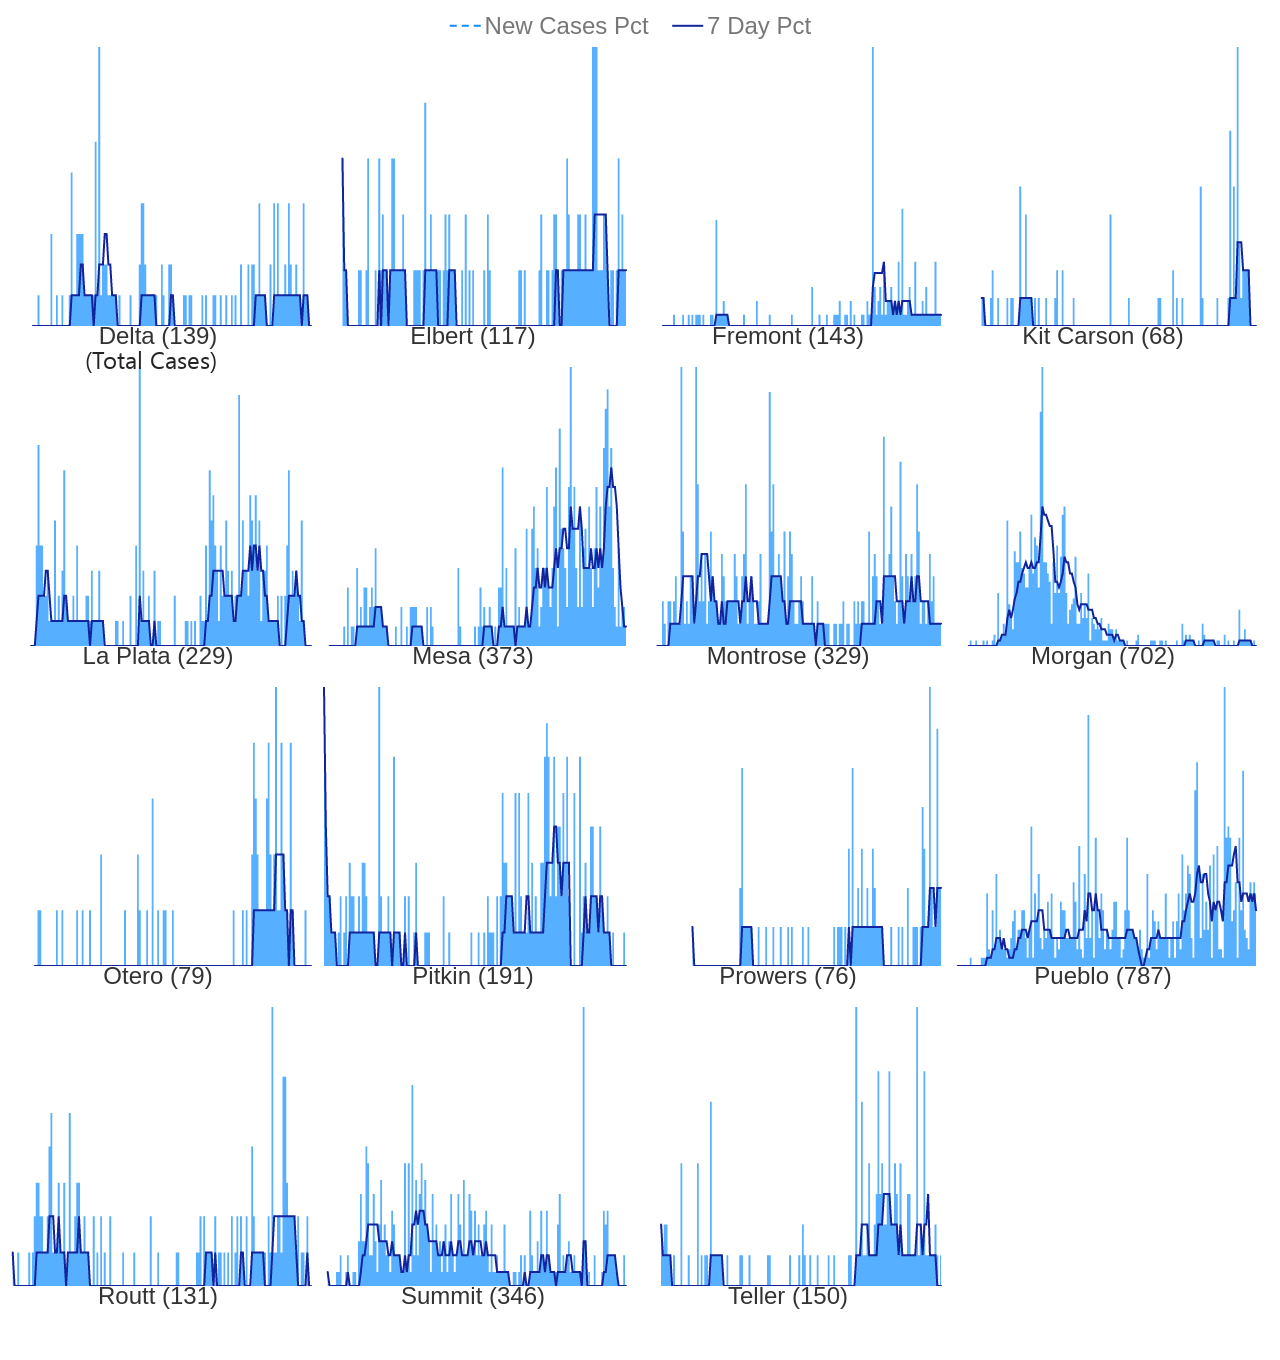 New Cases Pct 7 Day Pct
Delta (139) Elbert (117) Fremont (143) Kit Carson (68)
(Total Cases)
La Plata (229) Mesa (373) Montrose (329) Morgan (702)
Otero (79) Pitkin (191) Prowers (76) Pueblo (787)
Routt (131) Summit (346) Teller (150)